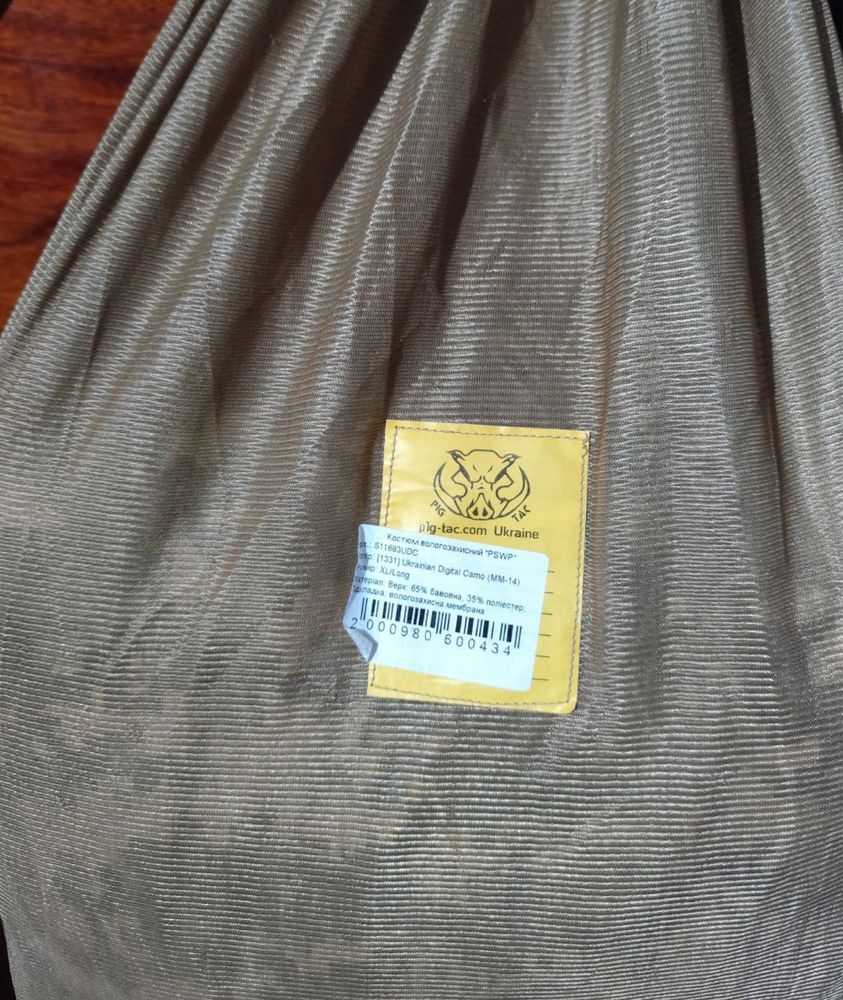 PIG TAC
p1g-tac.com Ukraine
Костюм вологозахисний "PSWP"
S11683UDC
[1331] Ukrainian Digital Camo (MM-14)
XL/Long
Верх: 65% бавовна, 35% поліестер,
вологозахисна мембрана
2 000980 600434